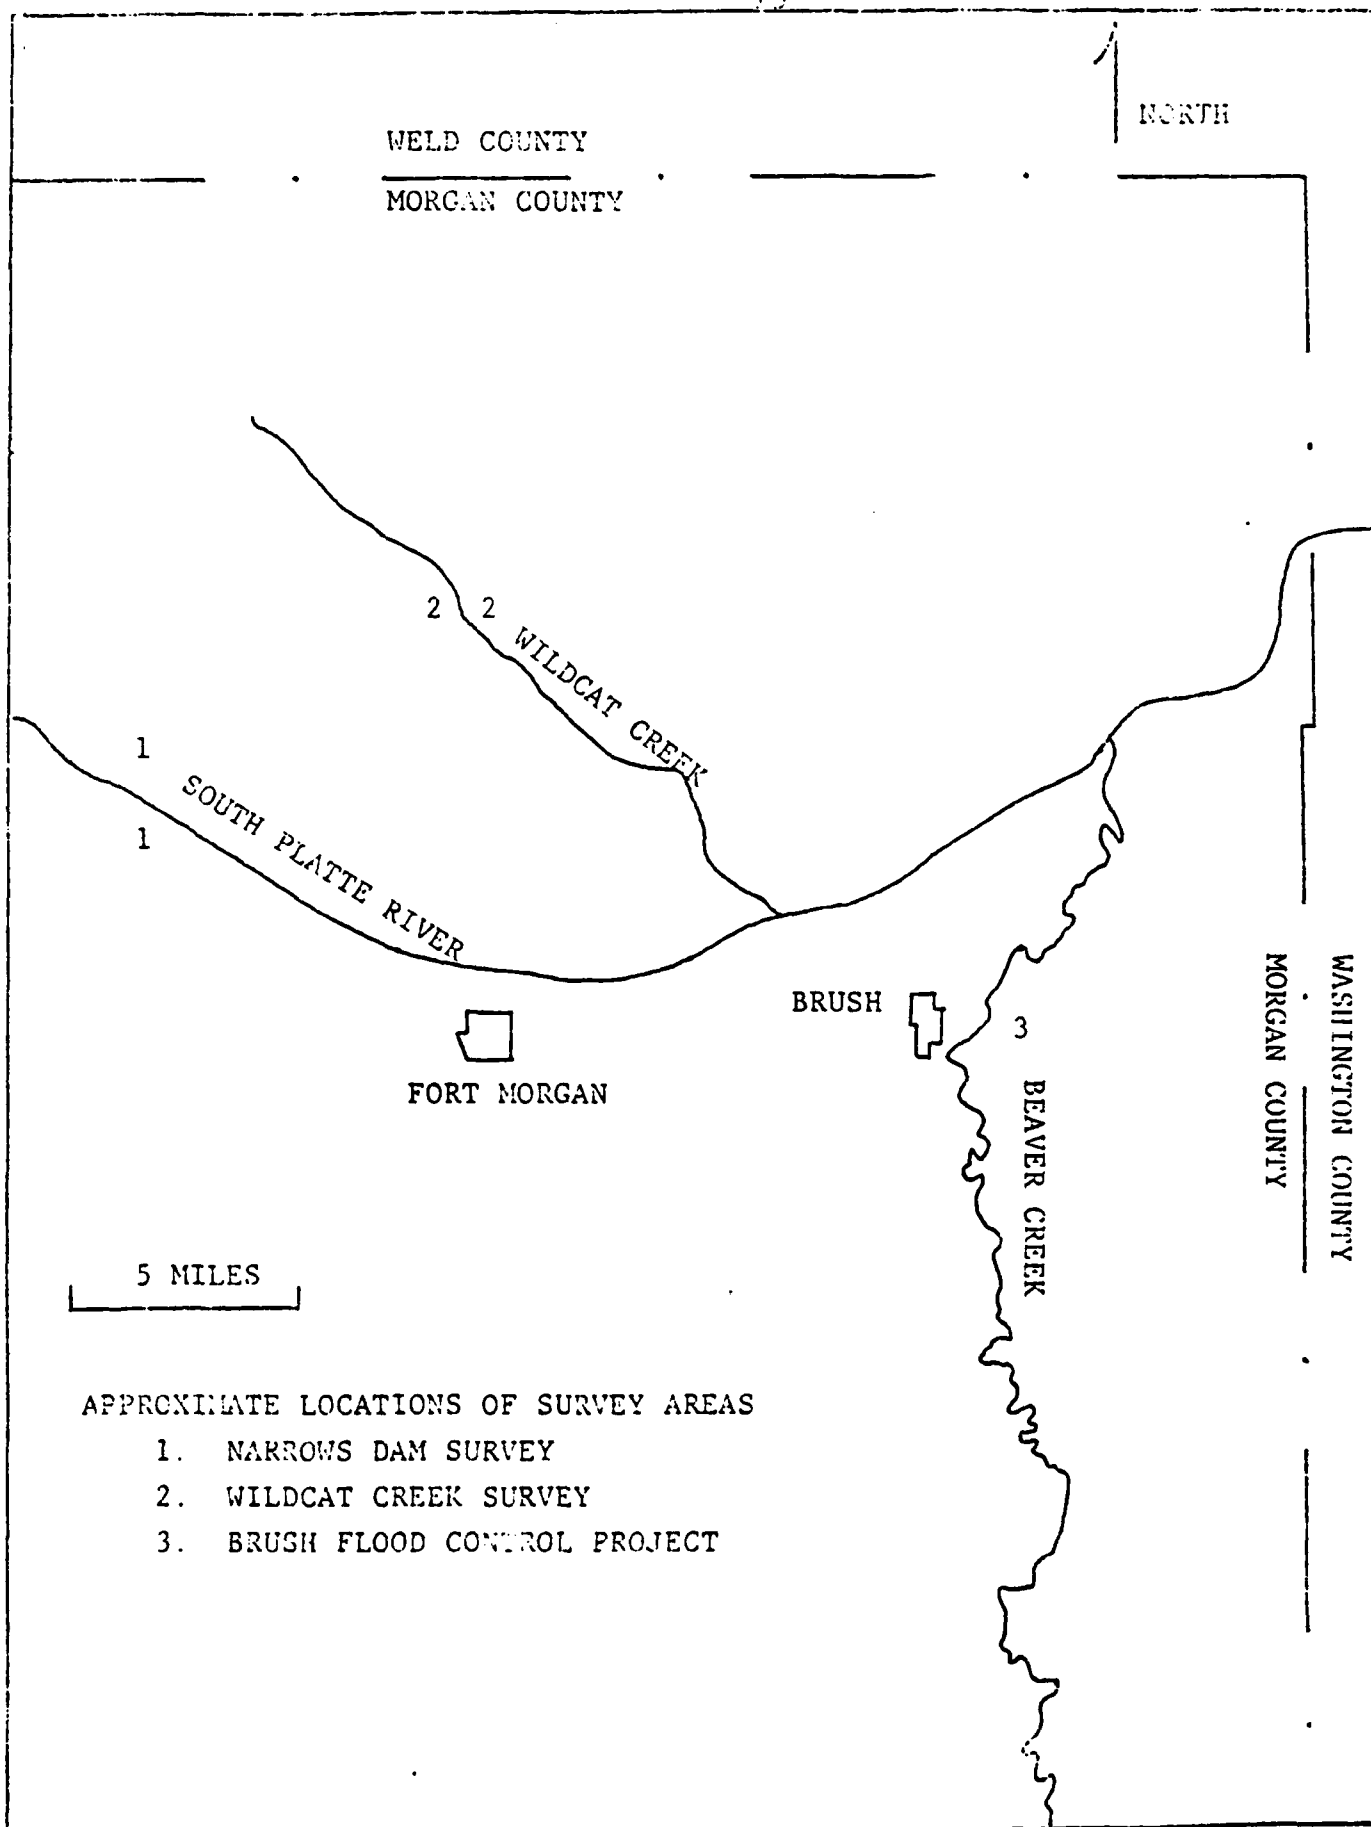 NORTH
WELD COUNTY
MORGAN COUNTY
2 2
WILDCAT CREEK
1
SOUTH PLATTE RIVER
1
BRUSH
3
FORT MORGAN
BEAVER CREEK
MORGAN COUNTY
WASHINGTON COUNTY
5 MILES
APPROXIMATE LOCATIONS OF SURVEY AREAS
1. NARROWS DAM SURVEY
2. WILDCAT CREEK SURVEY
3. BRUSH FLOOD CONTROL PROJECT